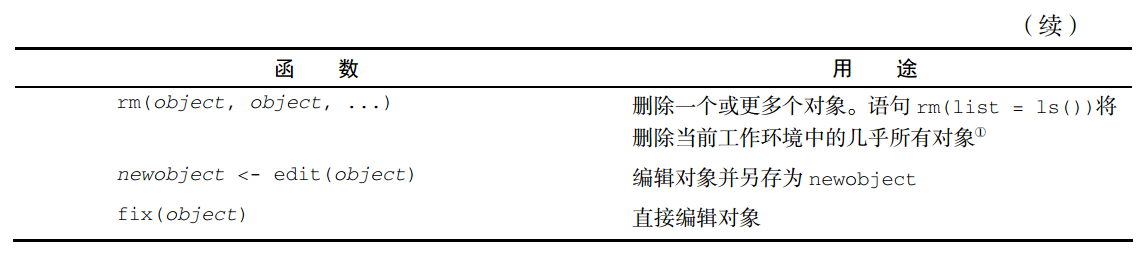 （续）
函 数 用 途
rm(object, object, ...) 删除一个或更多个对象。语句 rm(list = ls())将
删除当前工作环境中的几乎所有对象①
newobject <- edit(object) 编辑对象并另存为 newobject
fix(object) 直接编辑对象